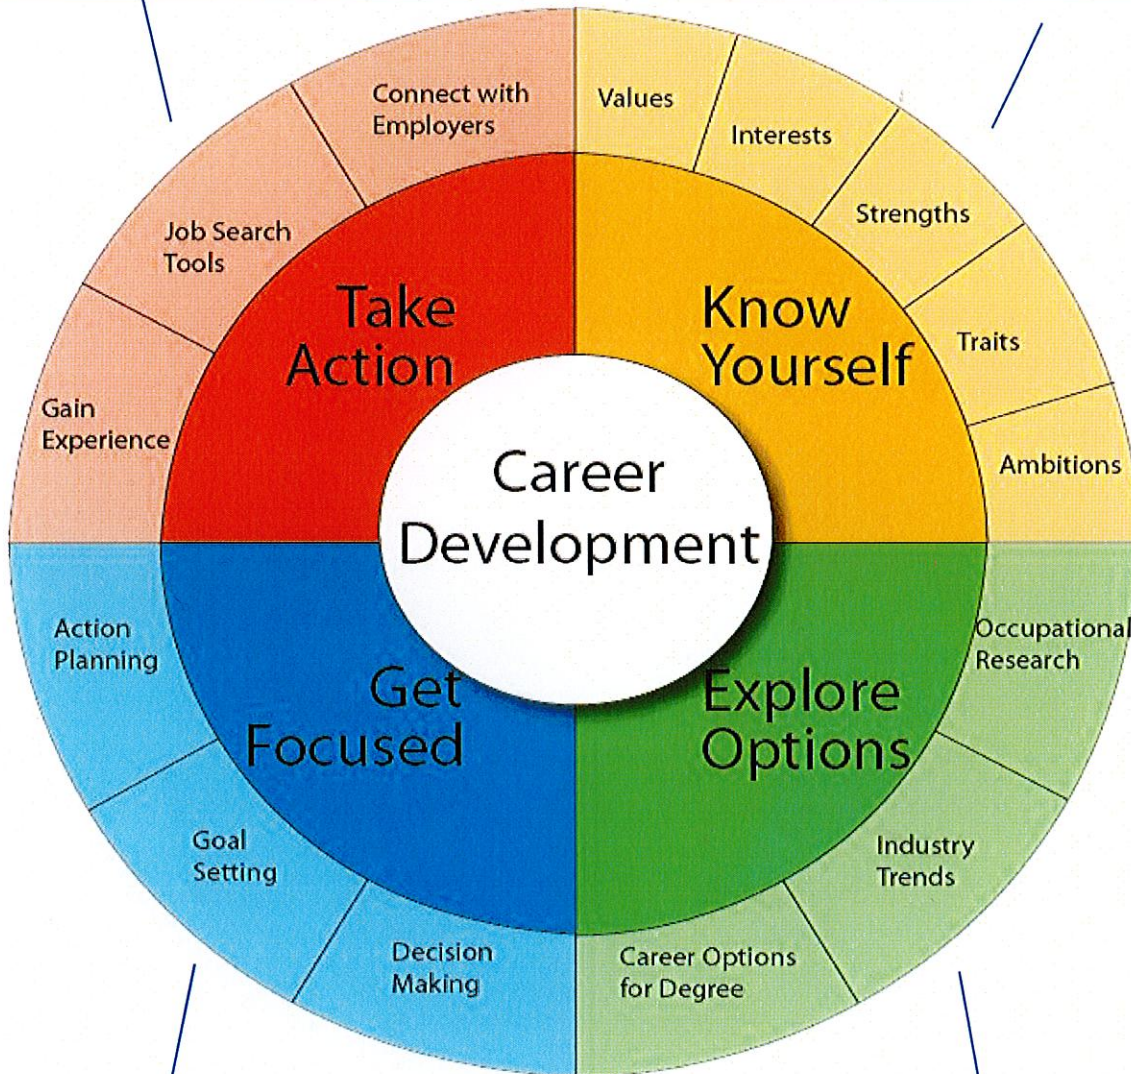 Career
Development
Know
Yourself
Values
Interests
Strengths
Traits
Ambitions
Explore
Options
Occupational
Research
Industry
Trends
Career Options
for Degree
Get
Focused
Decision
Making
Goal
Setting
Action
Planning
Take
Action
Gain
Experience
Job Search
Tools
Connect with
Employers